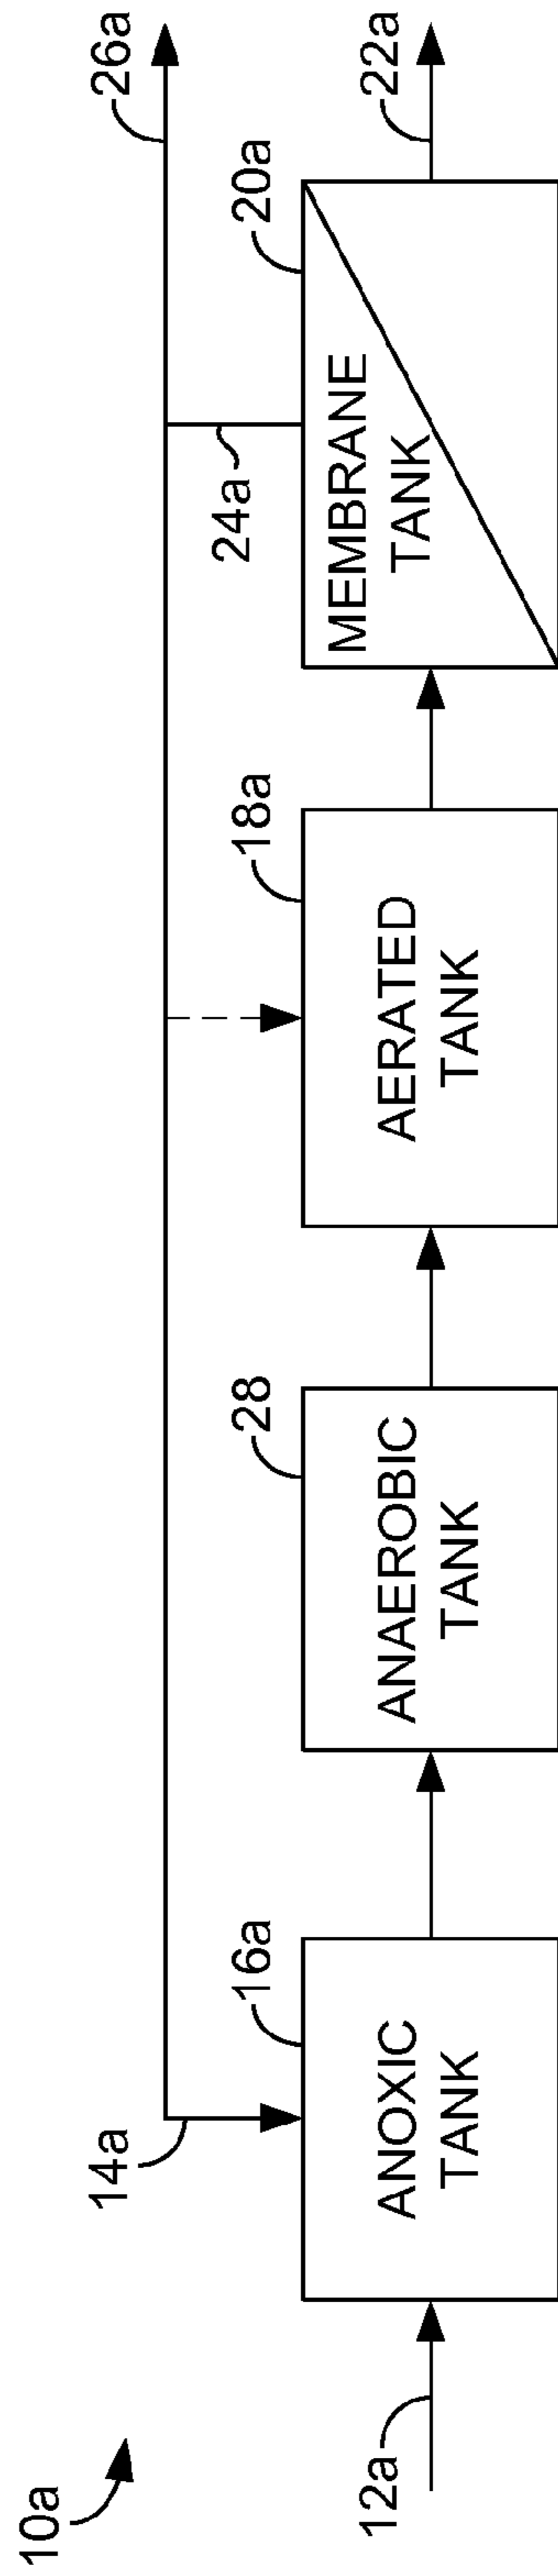 10a
14a
26a
24a
12a
16a
28
18a
20a
22a
ANOXIC
TANK
ANAEROBIC
TANK
AERATED
TANK
MEMBRANE
TANK